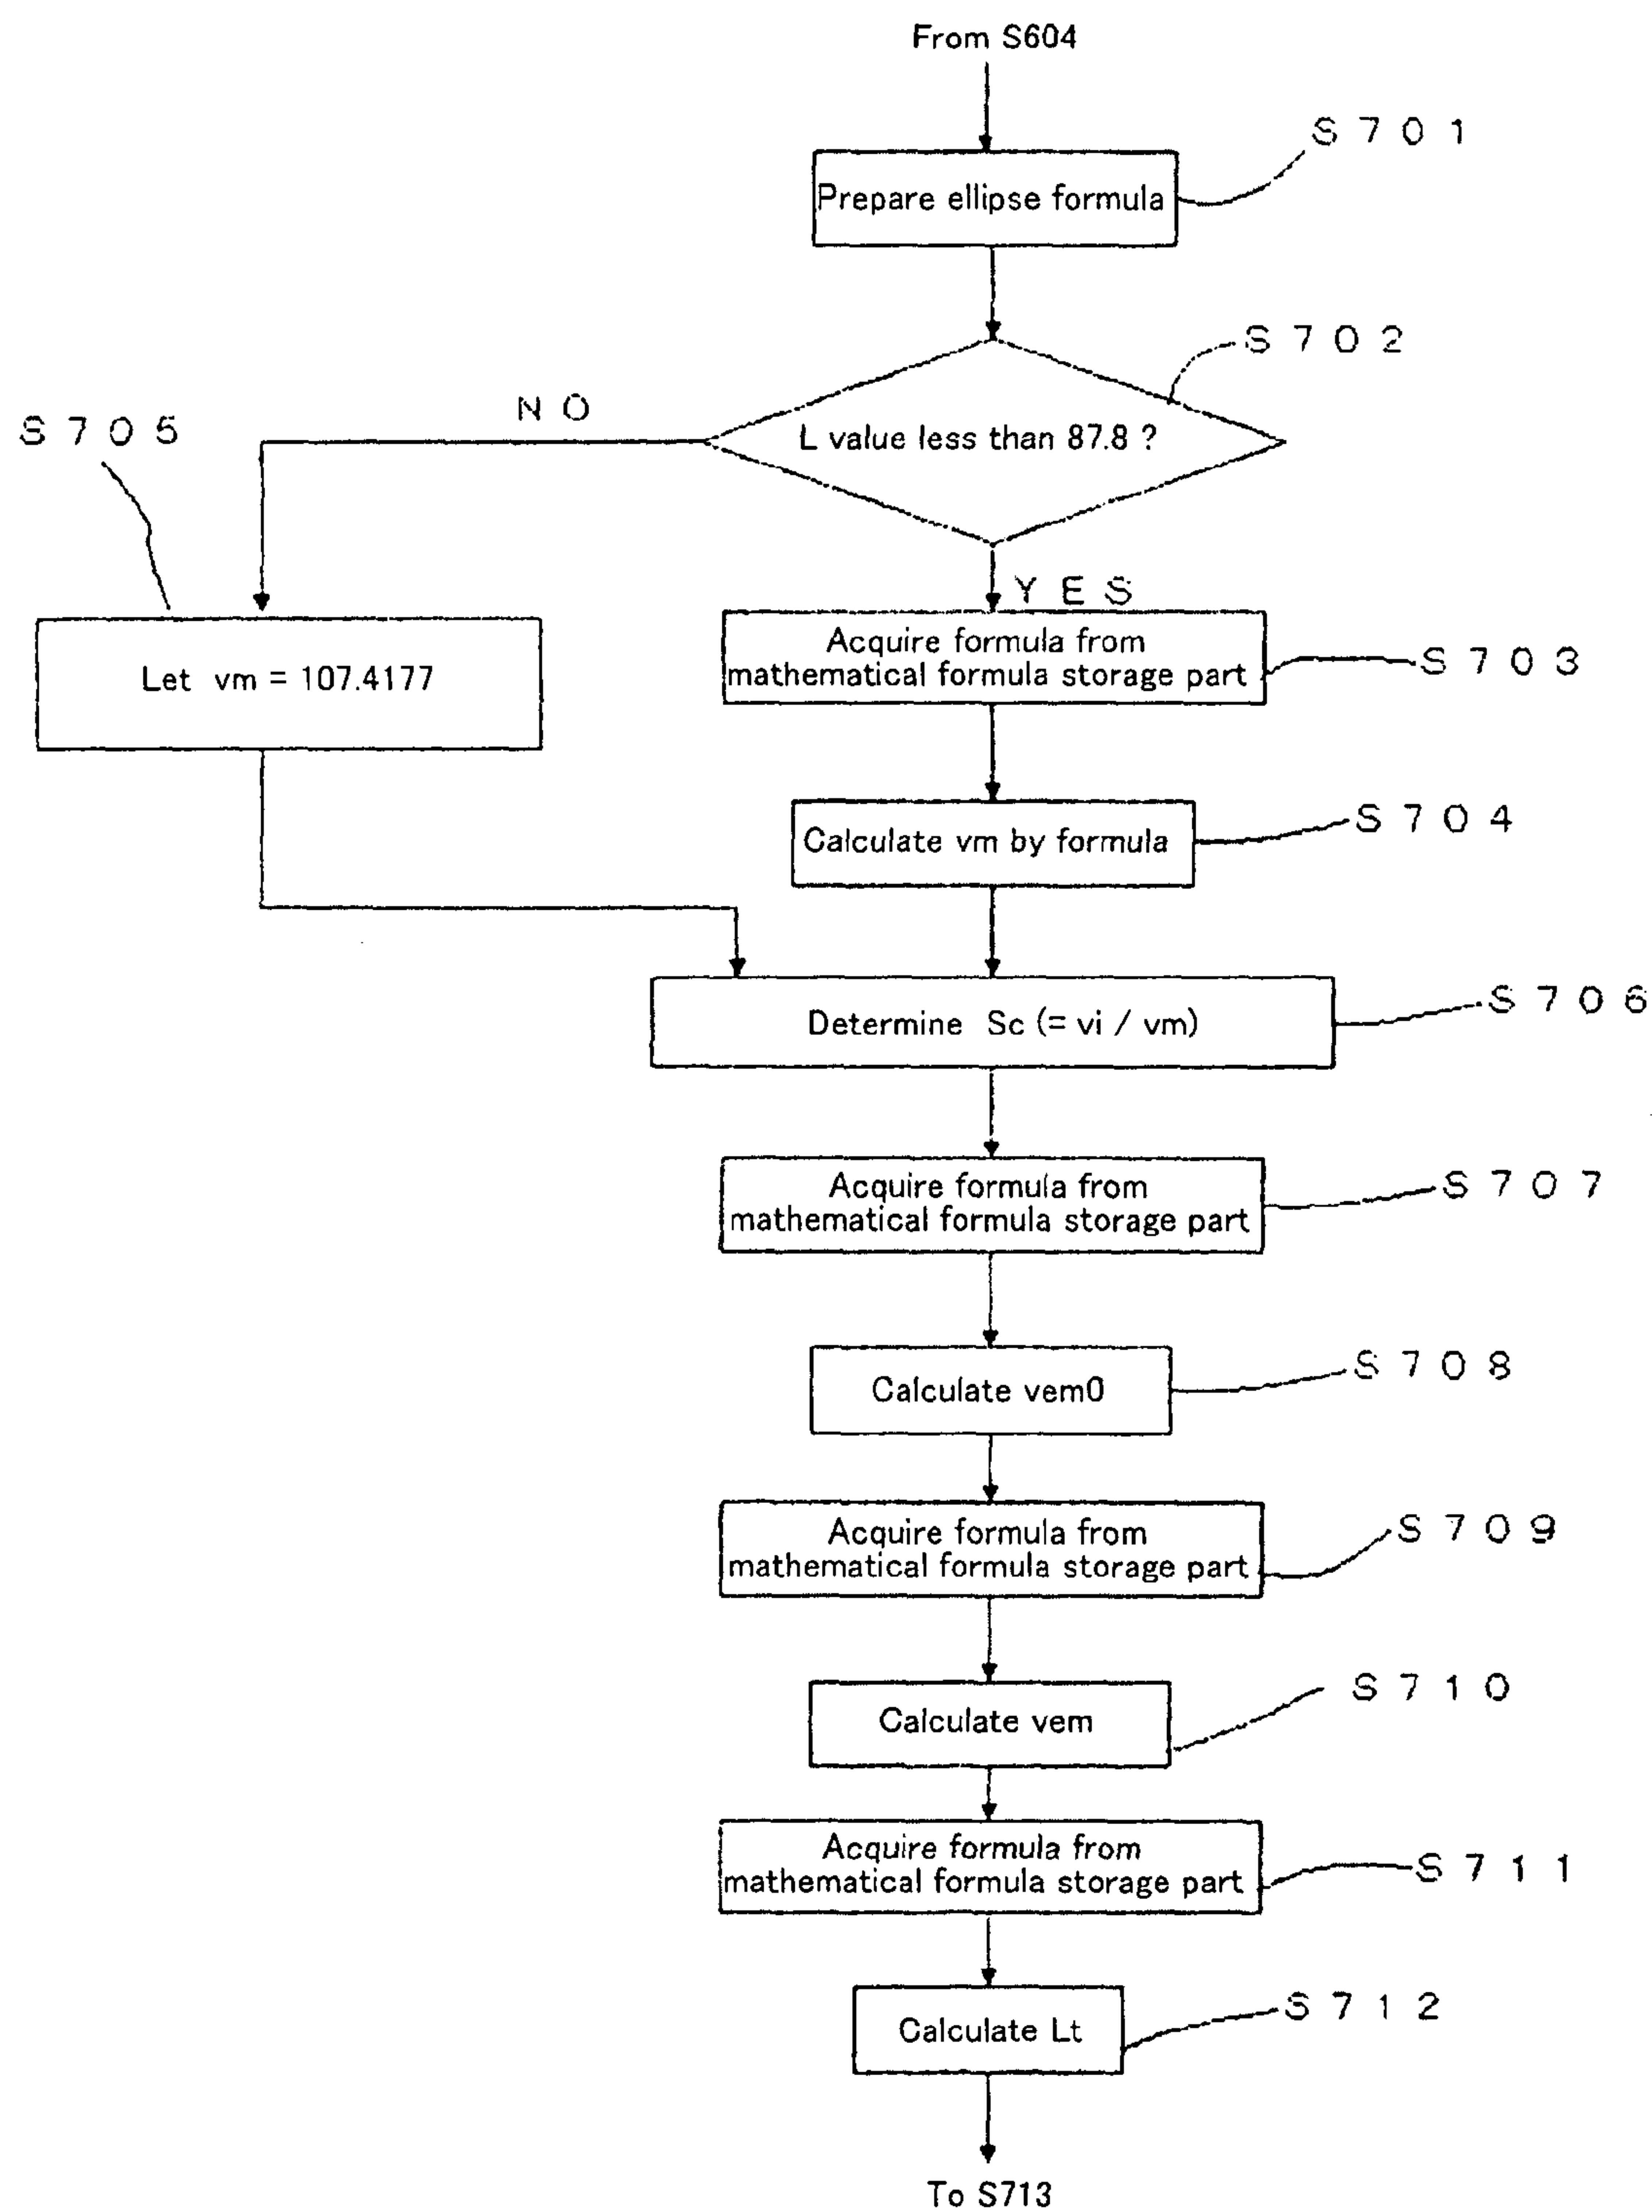 From S604
S701
Prepare ellipse formula
S702
NO
S705
L value less than 87.8 ?
YES
Acquire formula from
mathematical formula storage part
S703
Let vm = 107.4177
S704
Calculate vm by formula
S706
Determine Sc (= vi / vm)
S707
Acquire formula from
mathematical formula storage part
S708
Calculate vem0
S709
Acquire formula from
mathematical formula storage part
S710
Calculate vem
Acquire formula from
mathematical formula storage part
S711
S712
Calculate Lt
To S713